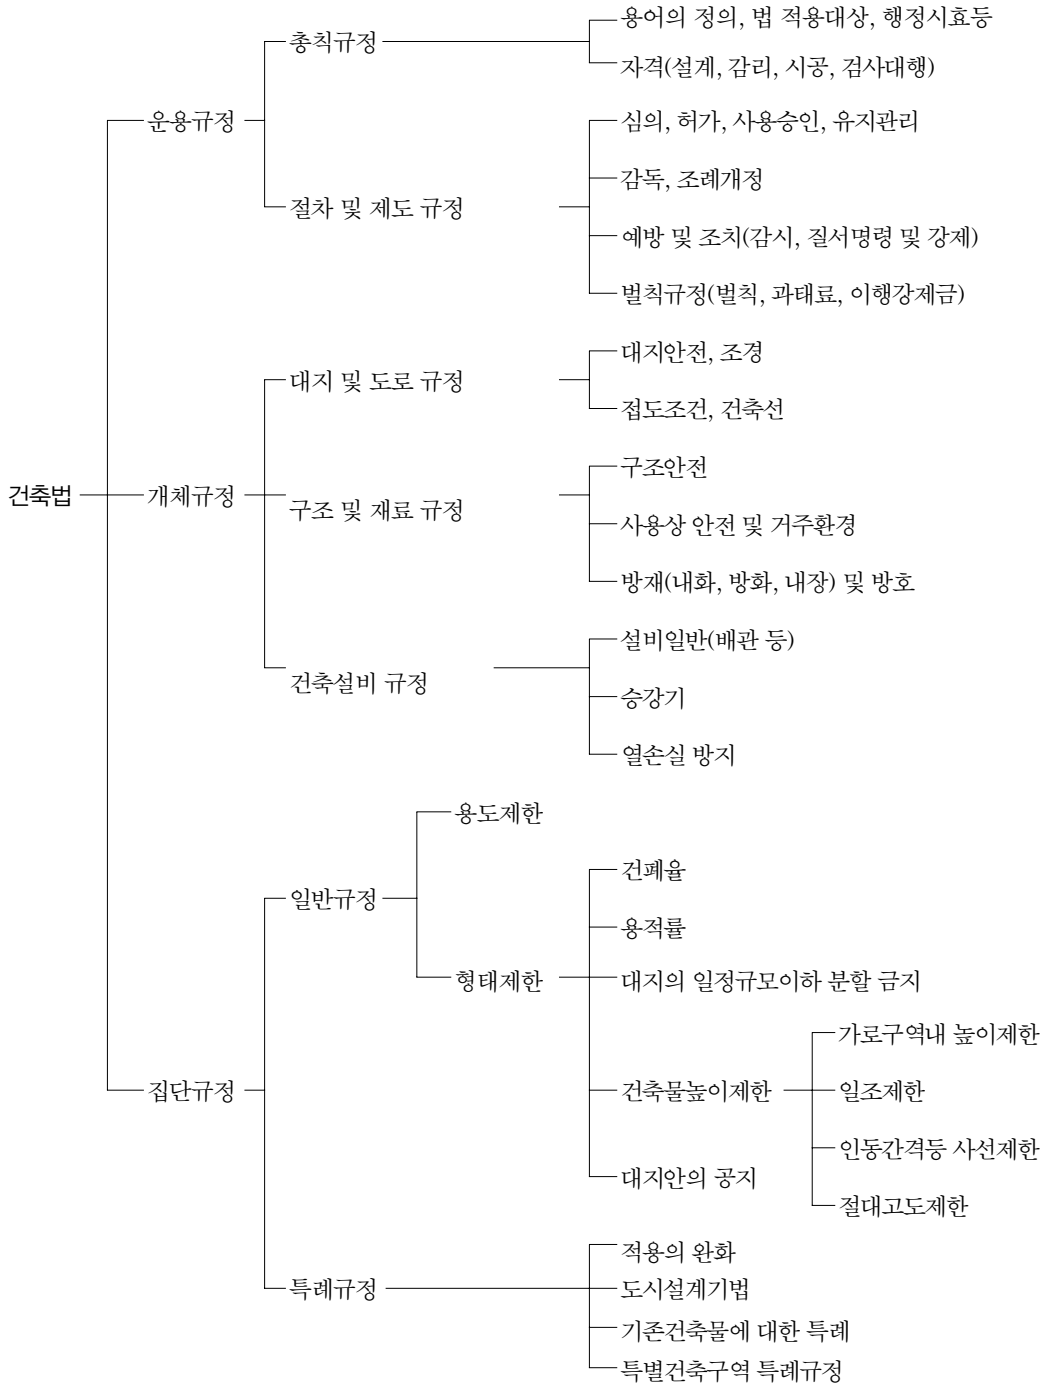 용어의 정의, 법 적용대상, 행정시효등
총칙규정
자격(설계, 감리, 시공, 검사대행)
운용규정
심의, 허가, 사용승인, 유지관리
감독, 조례개정
절차 및 제도 규정
예방 및 조치(감시, 질서명령 및 강제)
벌칙규정(벌칙, 과태료, 이행강제금)
대지안전, 조경
대지 및 도로 규정
접도조건, 건축선
구조안전
건축법
개체규정
구조 및 재료 규정
사용상 안전 및 거주환경
방재(내화, 방화, 내장) 및 방호
설비일반(배관 등)
건축설비 규정
승강기
열손실 방지
용도제한
건폐율
일반규정
용적률
형태제한
대지의 일정규모이하 분할 금지
가로구역내 높이제한
집단규정
건축물높이제한
일조제한
인동간격등 사선제한
대지안의 공지
절대고도제한
적용의 완화
특례규정
도시설계기법
기존건축물에 대한 특례
특별건축구역 특례규정